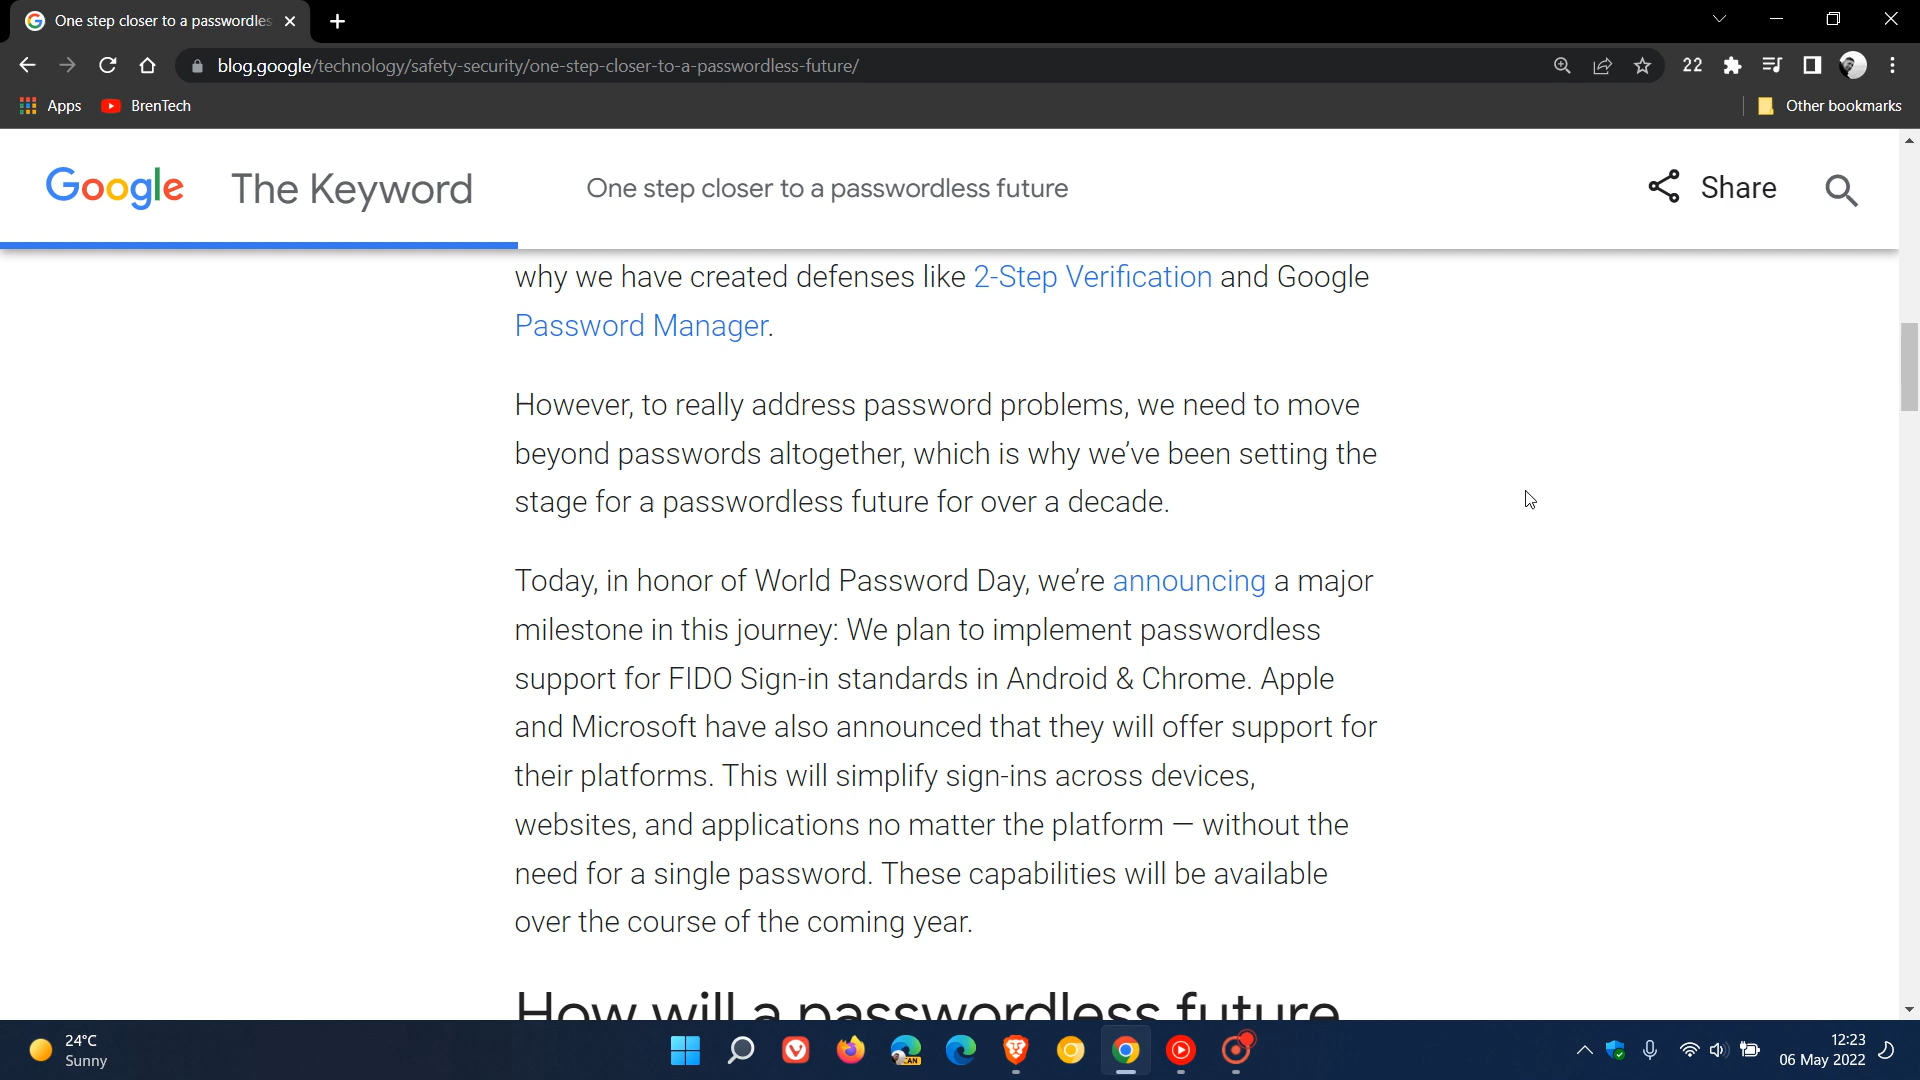 One step closer to a passwordles
blog.google/technology/safety-security/one-step-closer-to-a-passwordless-future/
22
Apps
BrenTech
Other bookmarks
Google
The Keyword
One step closer to a passwordless future
Share
why we have created defenses like 2-Step Verification and Google
Password Manager.
However, to really address password problems, we need to move
beyond passwords altogether, which is why we've been setting the
stage for a passwordless future for over a decade.
Today, in honor of World Password Day, we're announcing a major
milestone in this journey: We plan to implement passwordless
support for FIDO Sign-in standards in Android & Chrome. Apple
and Microsoft have also announced that they will offer support for
their platforms. This will simplify sign-ins across devices,
websites, and applications no matter the platform — without the
need for a single password. These capabilities will be available
over the course of the coming year.
How will a passwordless future
24°C
Sunny
CAN
12:23
06 May 2022